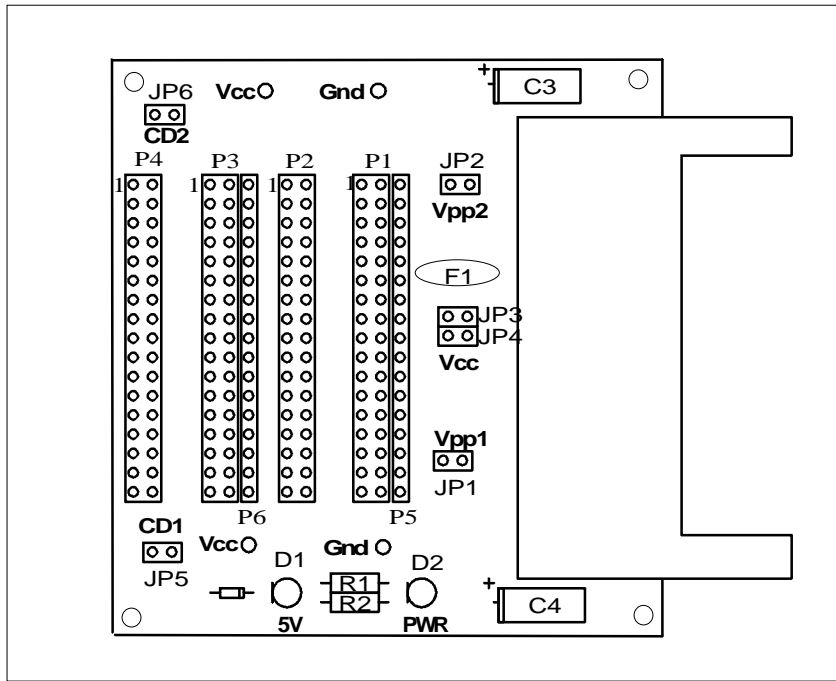 C3
JP6
Vcc
Gnd
CD2
P4
P3
P2
P1
JP2
1
1
1
1
Vpp2
F1
JP3
JP4
Vcc
Vpp1
JP1
P6
P5
CD1
Vcc
Gnd
JP5
D1
R1
D2
R2
C4
5V
PWR
+
+